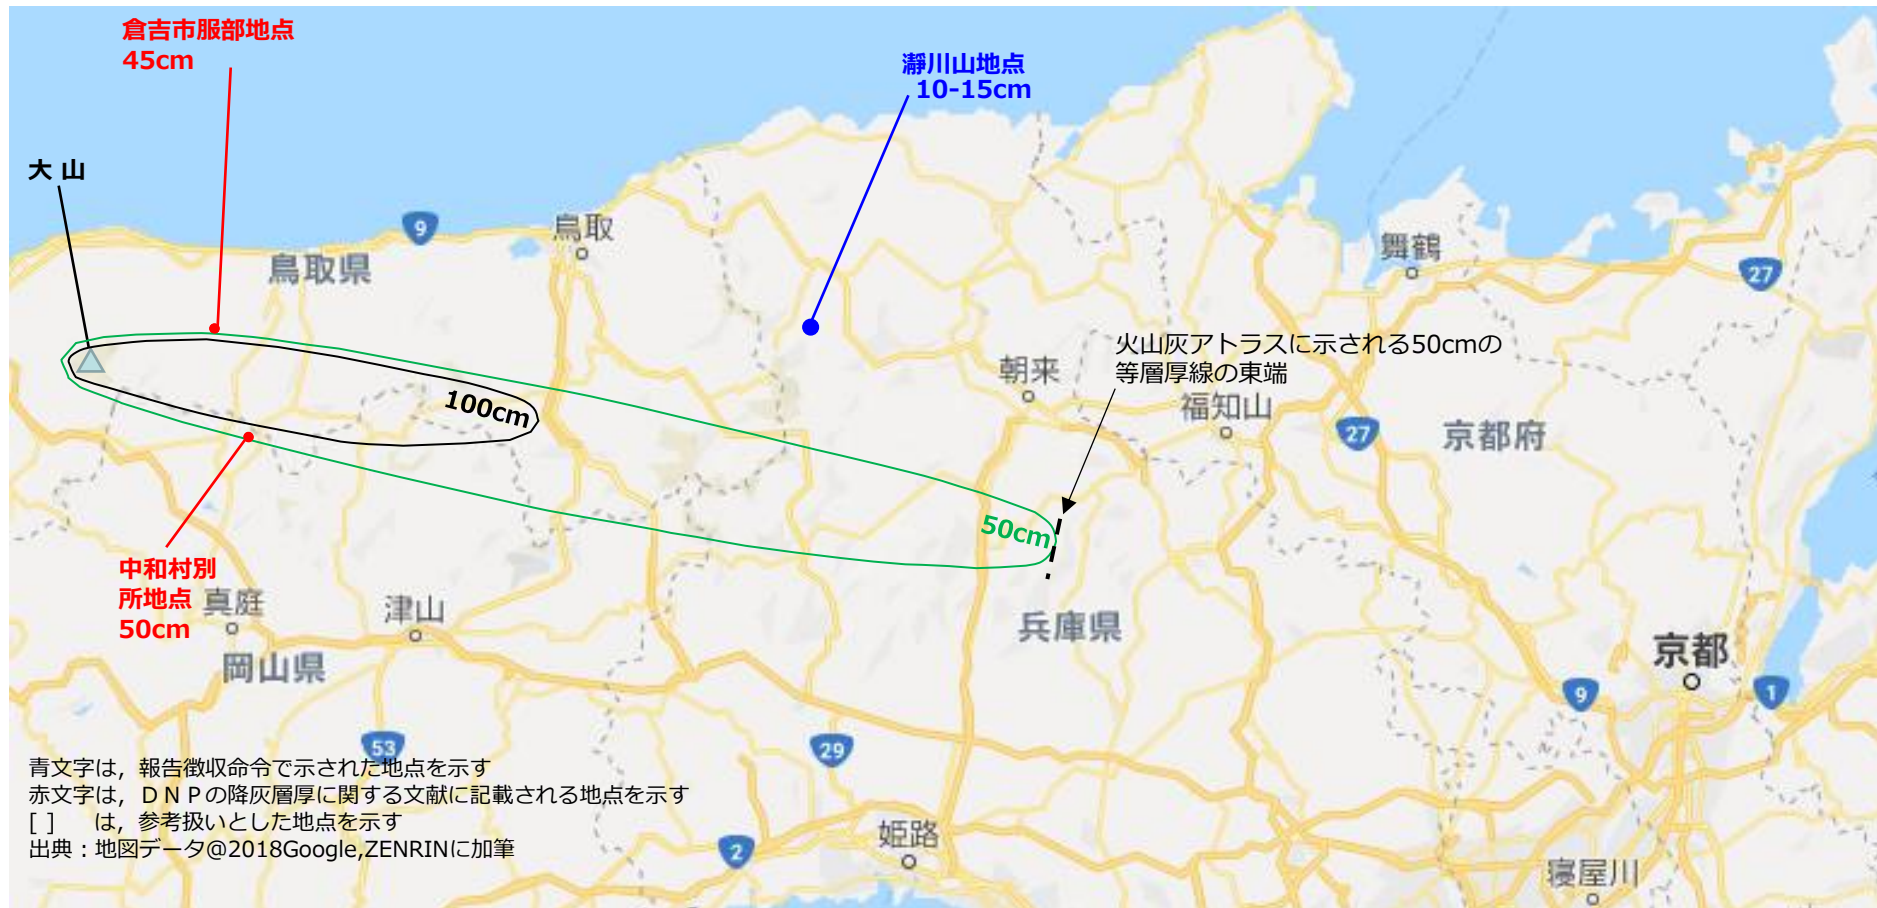 倉吉市服部地点
45cm
瀞川山地点
10-15cm
大 山
9
鳥取
鳥取県
舞鶴
27
火山灰アトラスに示される50cmの
等層厚線の東端
朝来
福知山
100cm
27
京都府
50cm
中和村別
所地点
50cm
真庭
津山
兵庫県
岡山県
京都
9
1
53
29
青文字は，報告徴収命令で示された地点を示す
赤文字は，ＤＮＰの降灰層厚に関する文献に記載される地点を示す
[ ]　は，参考扱いとした地点を示す
出典：地図データ@2018Google,ZENRINに加筆
2
姫路
寝屋川